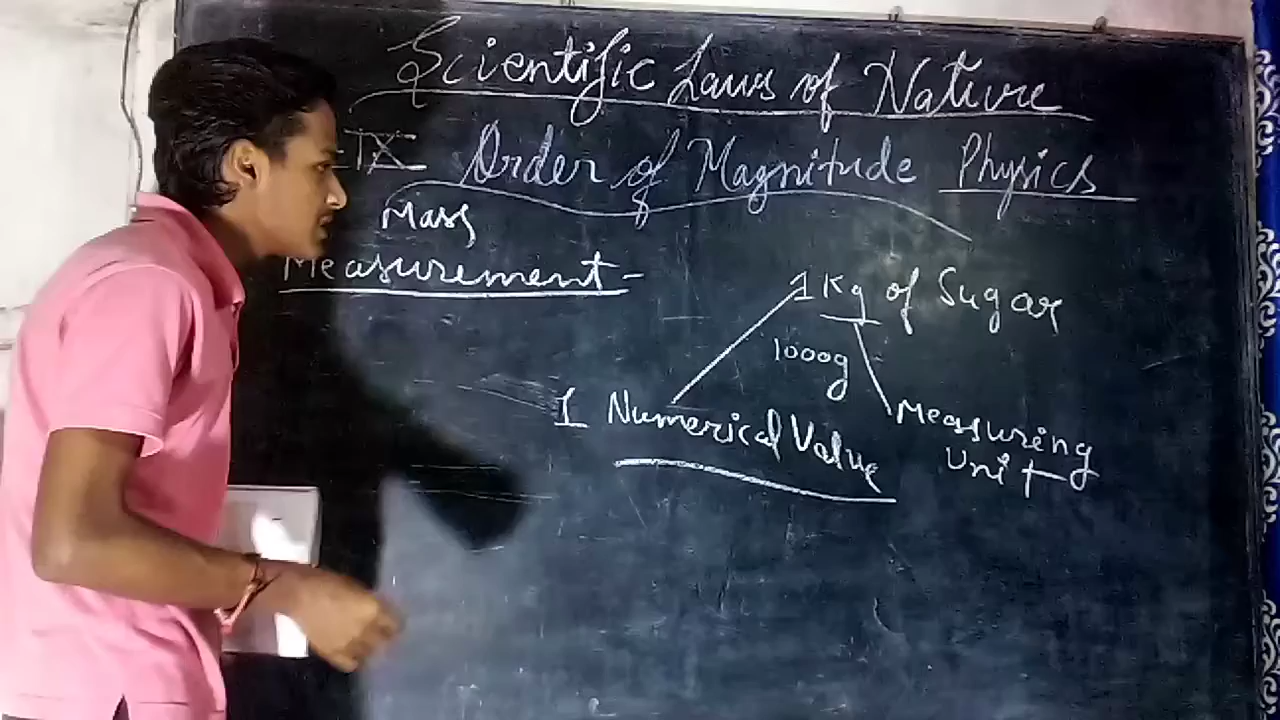 Scientific Laws of Nature
IX Order of Magnitude Physics
Mass
Measurement-
1 Kg of Sugar
1000g
1 Numerical Value
Measuring
Unit